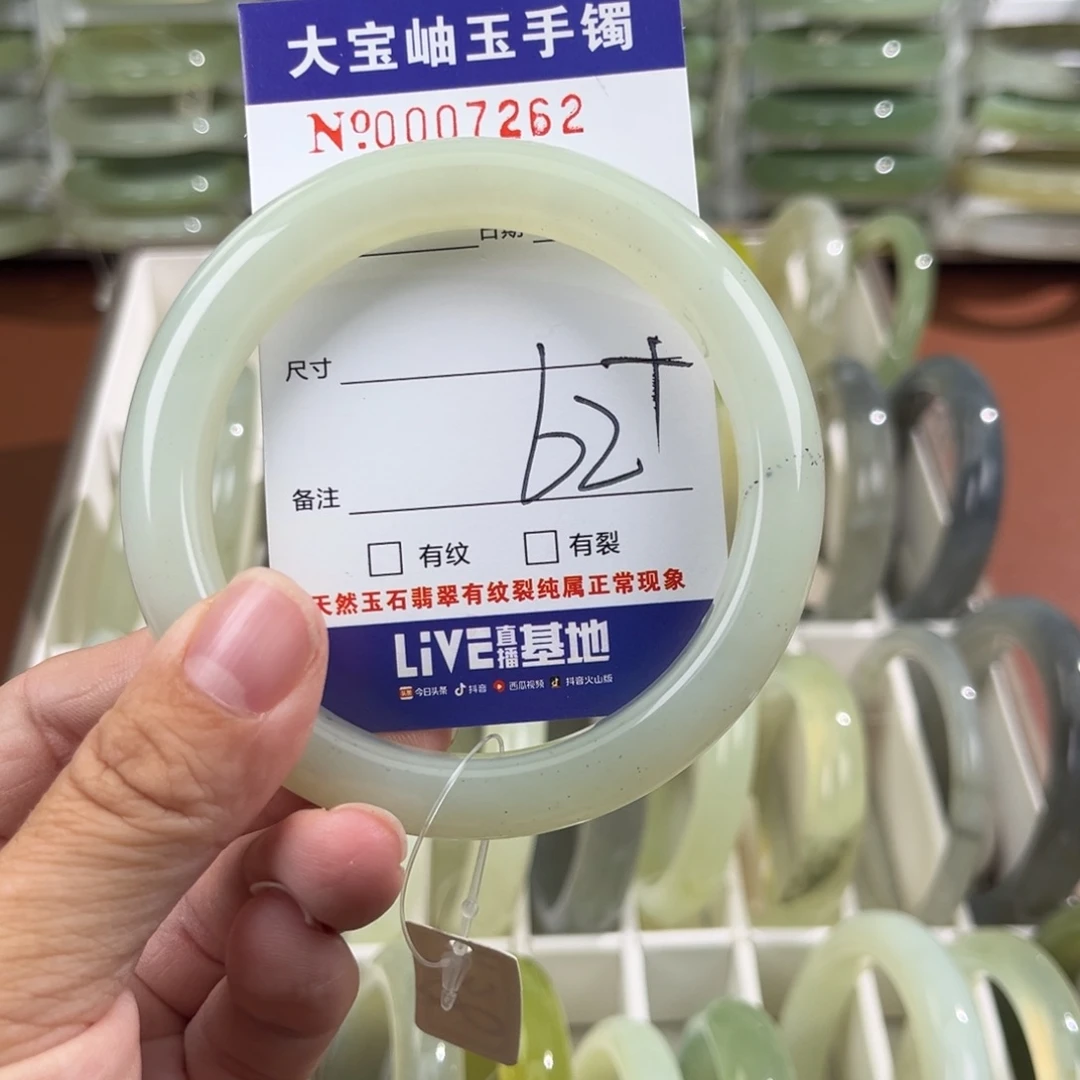 大宝岫玉手镯
Nº0007262
日期
尺寸
62+
备注
有纹 有裂
天然玉石翡翠有纹裂纯属正常现象
LiVE直播基地
头条 今日头条 抖音 西瓜视频 抖音火山版